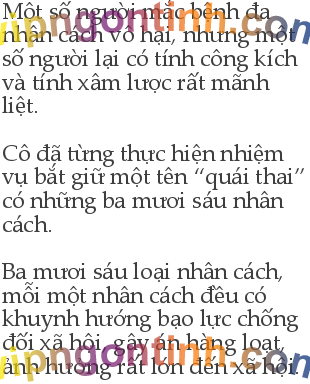 Một số người mắc bệnh đa
nhân cách vô hại, nhưng một
số người lại có tính công kích
và tính xâm lược rất mãnh
liệt.
Cô đã từng thực hiện nhiệm
vụ bắt giữ một tên “quái thai”
có những ba mươi sáu nhân
cách.
Ba mươi sáu loại nhân cách,
mỗi một nhân cách đều có
khuynh hướng bạo lực chống
đối xã hội, gây án hàng loạt,
ảnh hưởng rất lớn đến xã hội.